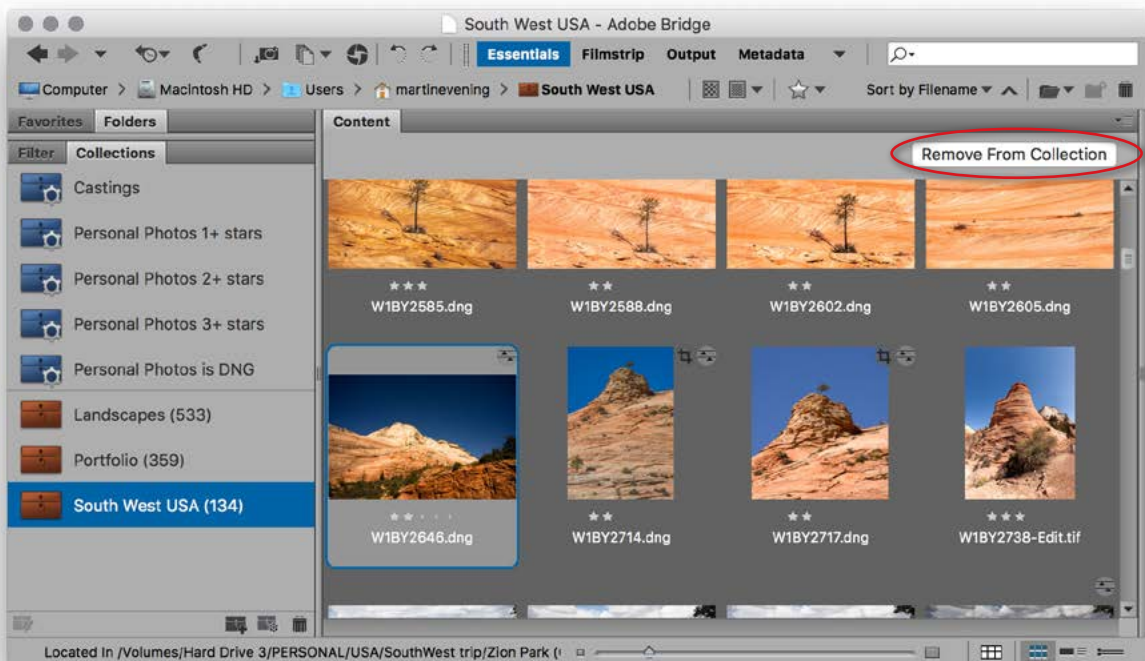 South West USA - Adobe Bridge
Essentials Filmstrip Output Metadata
Computer > Macintosh HD > Users > martinevening > South West USA Sort by Filename
Favorites Folders
Content
Filter Collections
Remove From Collection
Castings
Personal Photos 1+ stars
Personal Photos 2+ stars
Personal Photos 3+ stars
Personal Photos is DNG
Landscapes (533)
Portfolio (359)
South West USA (134)
W1BY2585.dng
W1BY2588.dng
W1BY2602.dng
W1BY2605.dng
W1BY2646.dng
W1BY2714.dng
W1BY2717.dng
W1BY2738-Edit.tif
Located In /Volumes/Hard Drive 3/PERSONAL/USA/SouthWest trip/Zion Park (